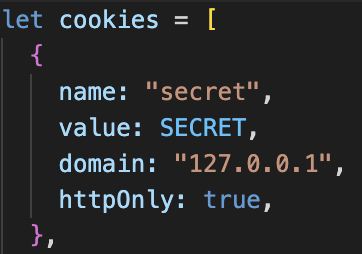 let cookies = [
  {
    name: "secret",
    value: SECRET,
    domain: "127.0.0.1",
    httpOnly: true,
  },